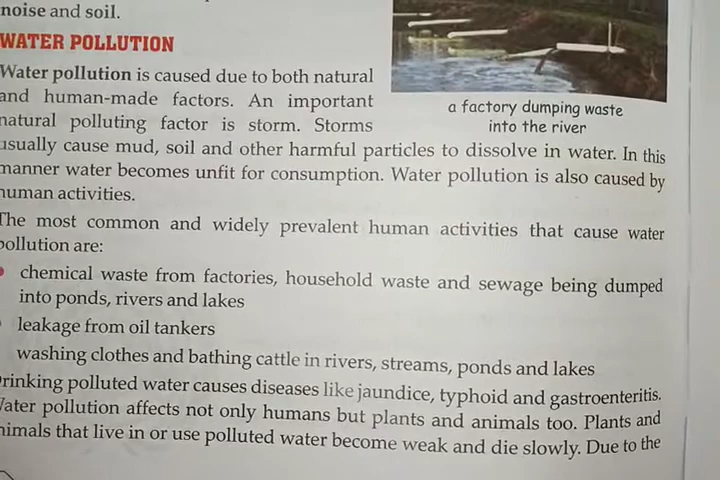 noise and soil.
WATER POLLUTION
Water pollution is caused due to both natural
and human-made factors. An important
natural polluting factor is storm. Storms
a factory dumping waste
into the river
usually cause mud, soil and other harmful particles to dissolve in water. In this
manner water becomes unfit for consumption. Water pollution is also caused by
human activities.
The most common and widely prevalent human activities that cause water
pollution are:
chemical waste from factories, household waste and sewage being dumped
into ponds, rivers and lakes
leakage from oil tankers
washing clothes and bathing cattle in rivers, streams, ponds and lakes
Drinking polluted water causes diseases like jaundice, typhoid and gastroenteritis.
Water pollution affects not only humans but plants and animals too. Plants and
animals that live in or use polluted water become weak and die slowly. Due to the